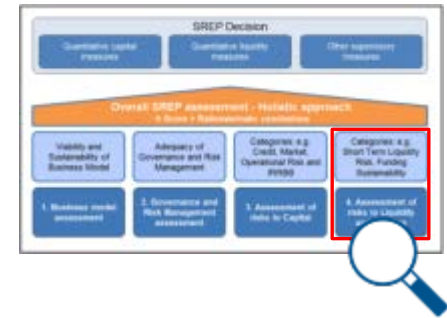 SREP Decision
Quantitative capital
measures
Quantitative liquidity
measures
Other supervisory
measures
Overall SREP assessment - Holistic approach
Viability and
Sustainability of
Business Model
Adequacy of
Governance and Risk
Management
Categories: e.g.
Credit, Market,
Operational Risk and
IRRBB
Categories: e.g.
Short Term Liquidity
Risk, Funding
Sustainability
1. Business model
assessment
2. Governance and
Risk Management
assessment
3. Assessment of
risks to Capital
4. Assessment of
risks to Liquidity